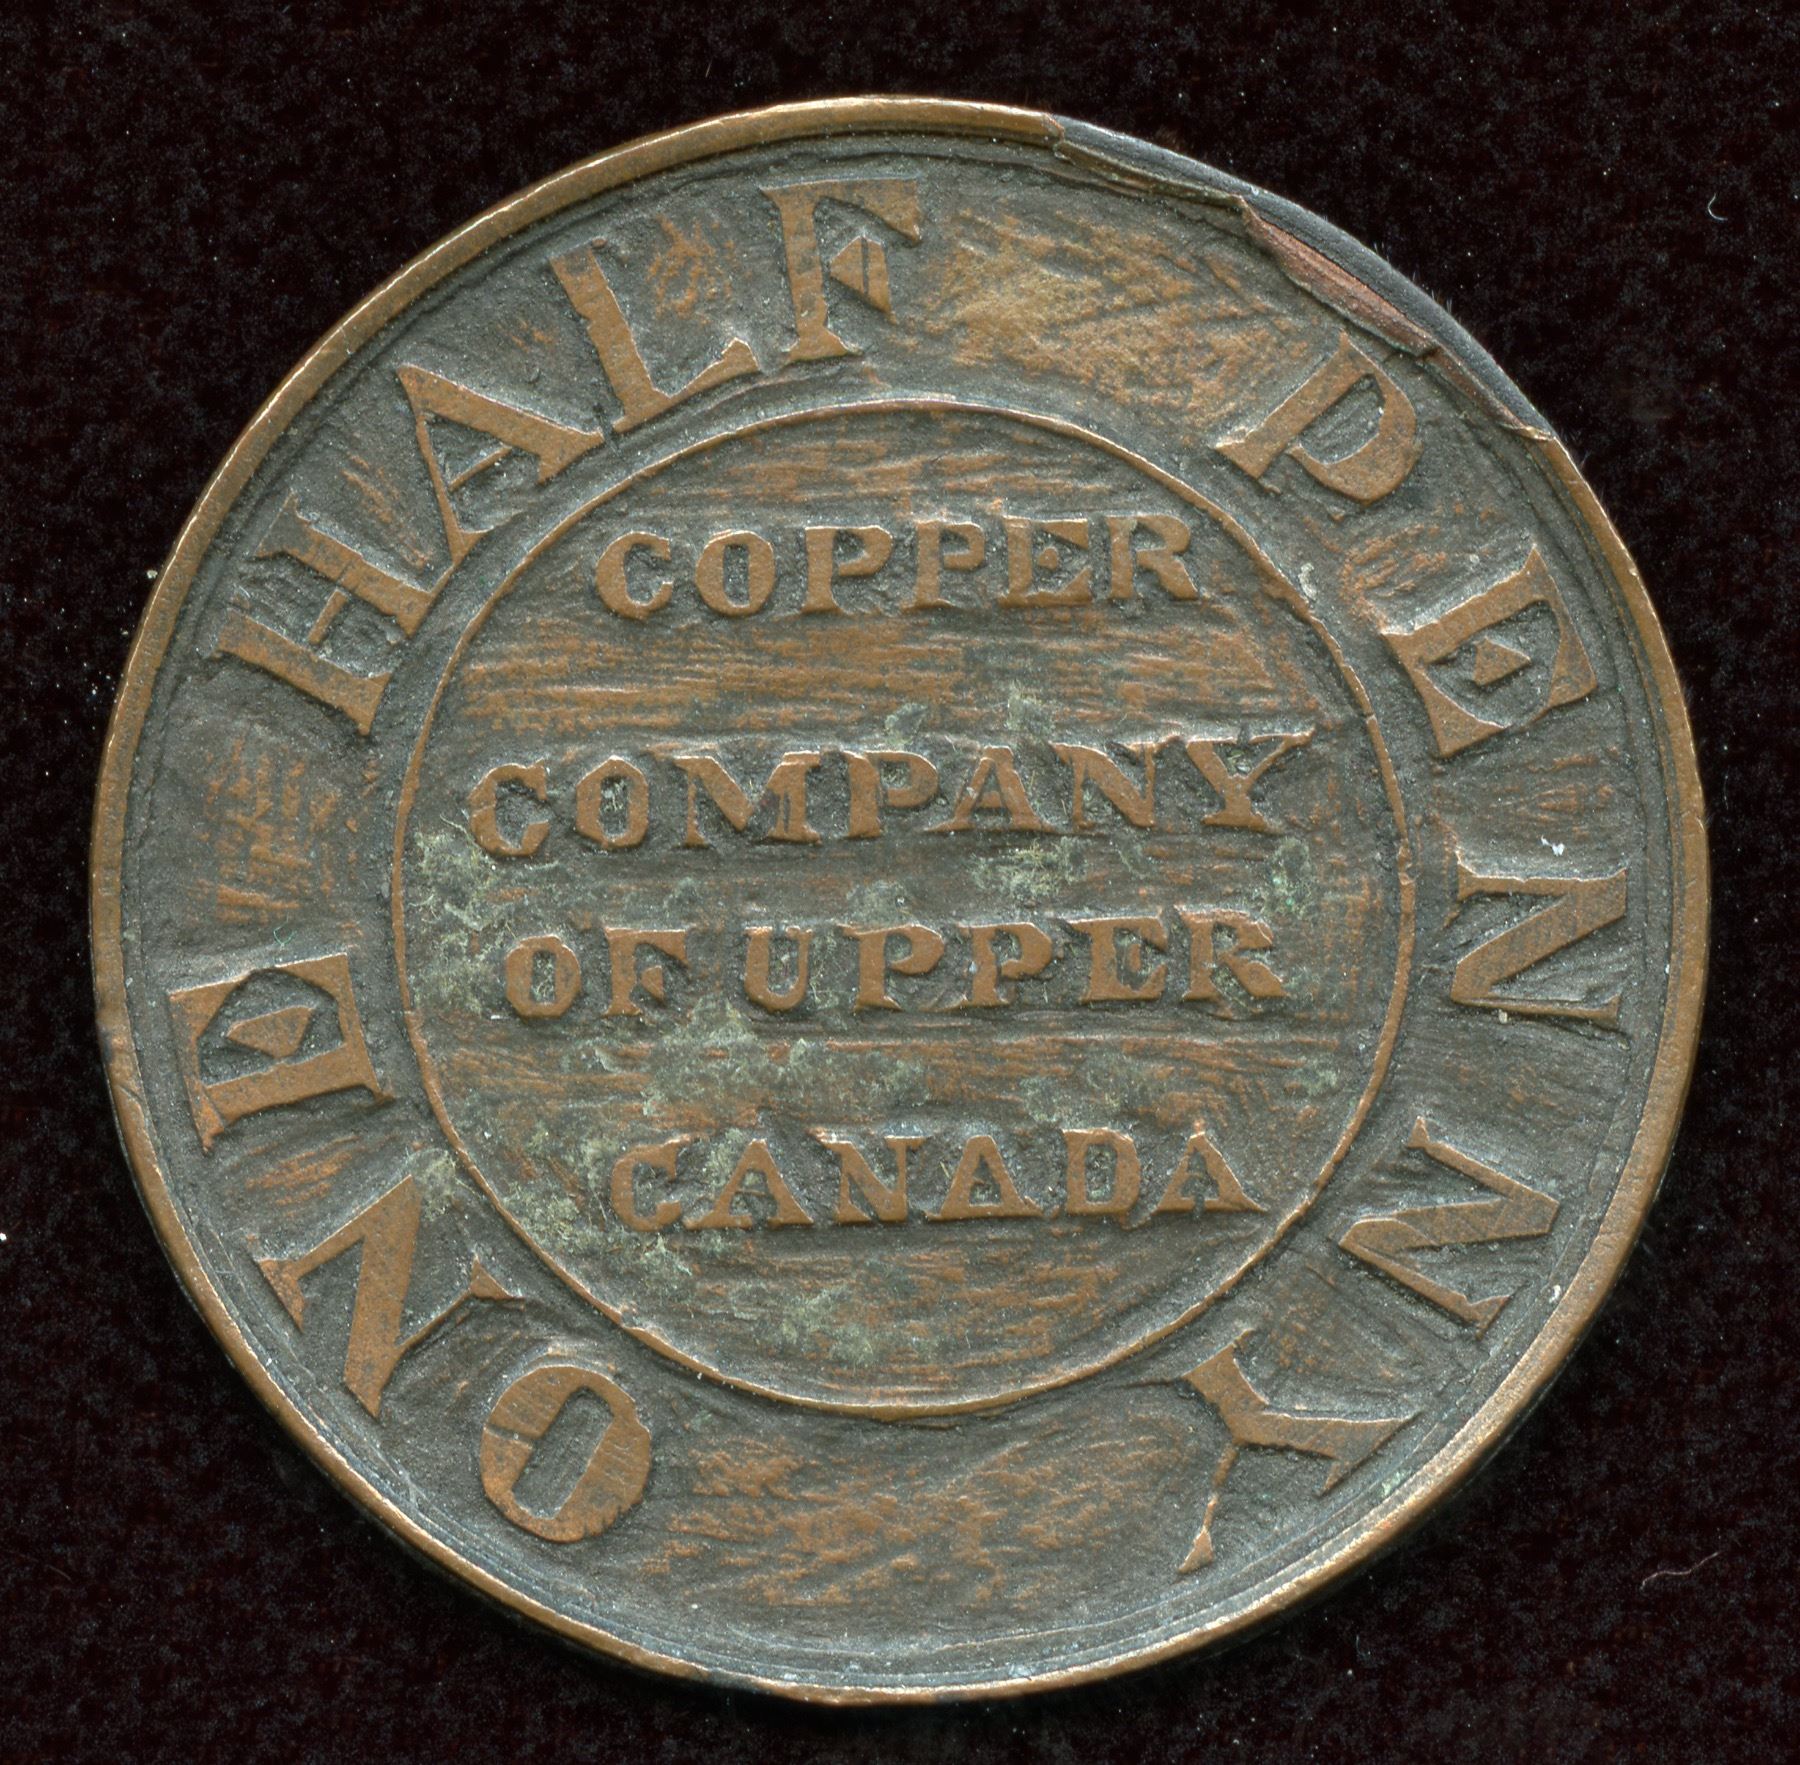 ONE HALF PENNY
COPPER
COMPANY
OF UPPER
CANADA